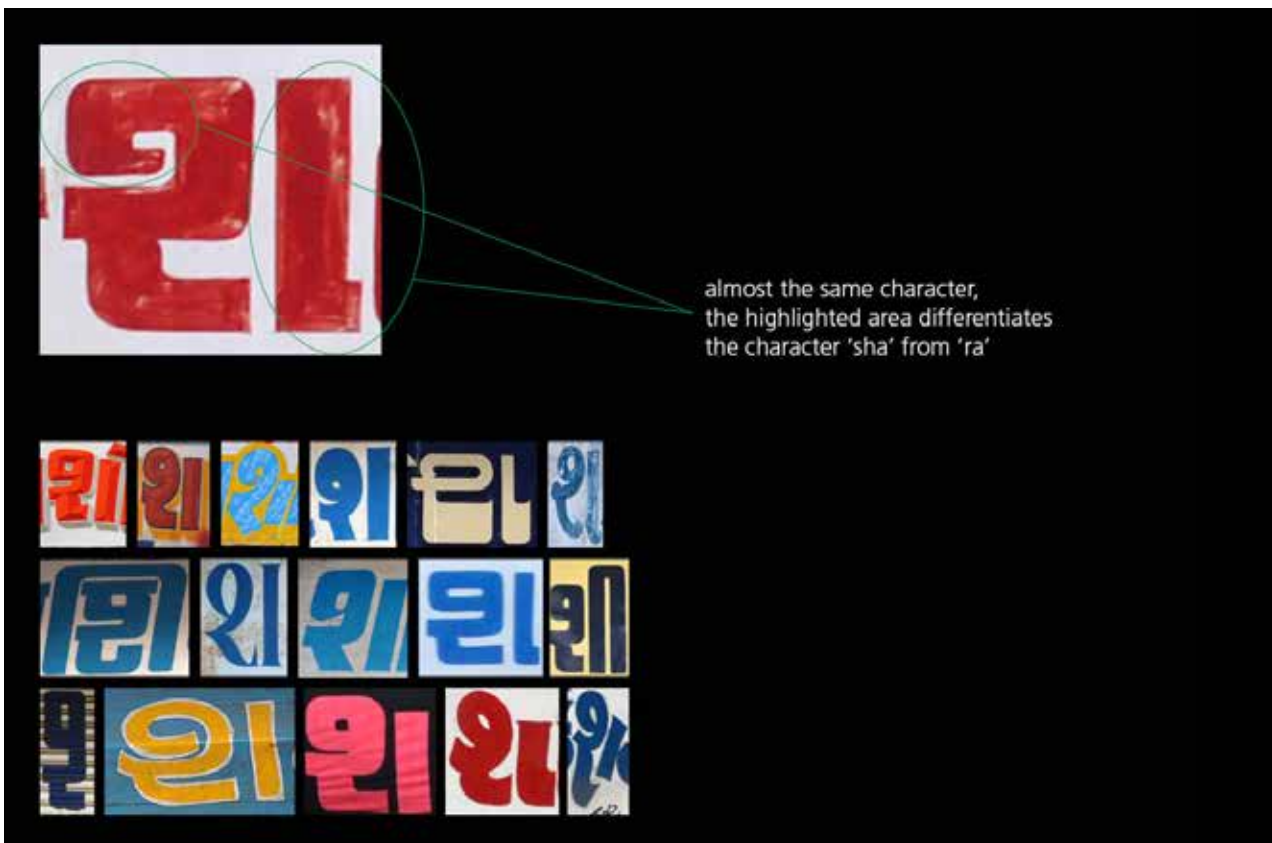 શ
almost the same character,
the highlighted area differentiates
the character ‘sha’ from ‘ra’
શ શ શ શ શ શ
શિ શ શ શ શી
શ શ શ શ